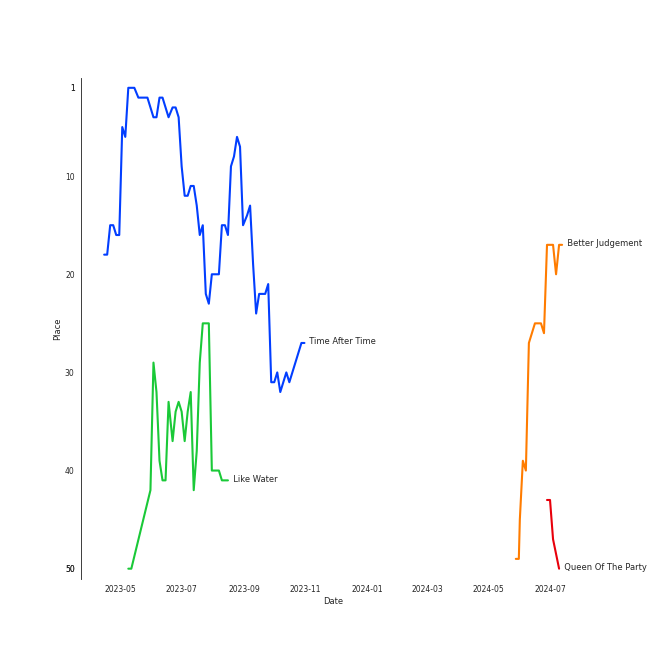 1
10
20
30
40
50
Place
Better Judgement
Time After Time
Like Water
Queen Of The Party
2023-05
2023-07
2023-09
2023-11
2024-01
2024-03
2024-05
2024-07
Date